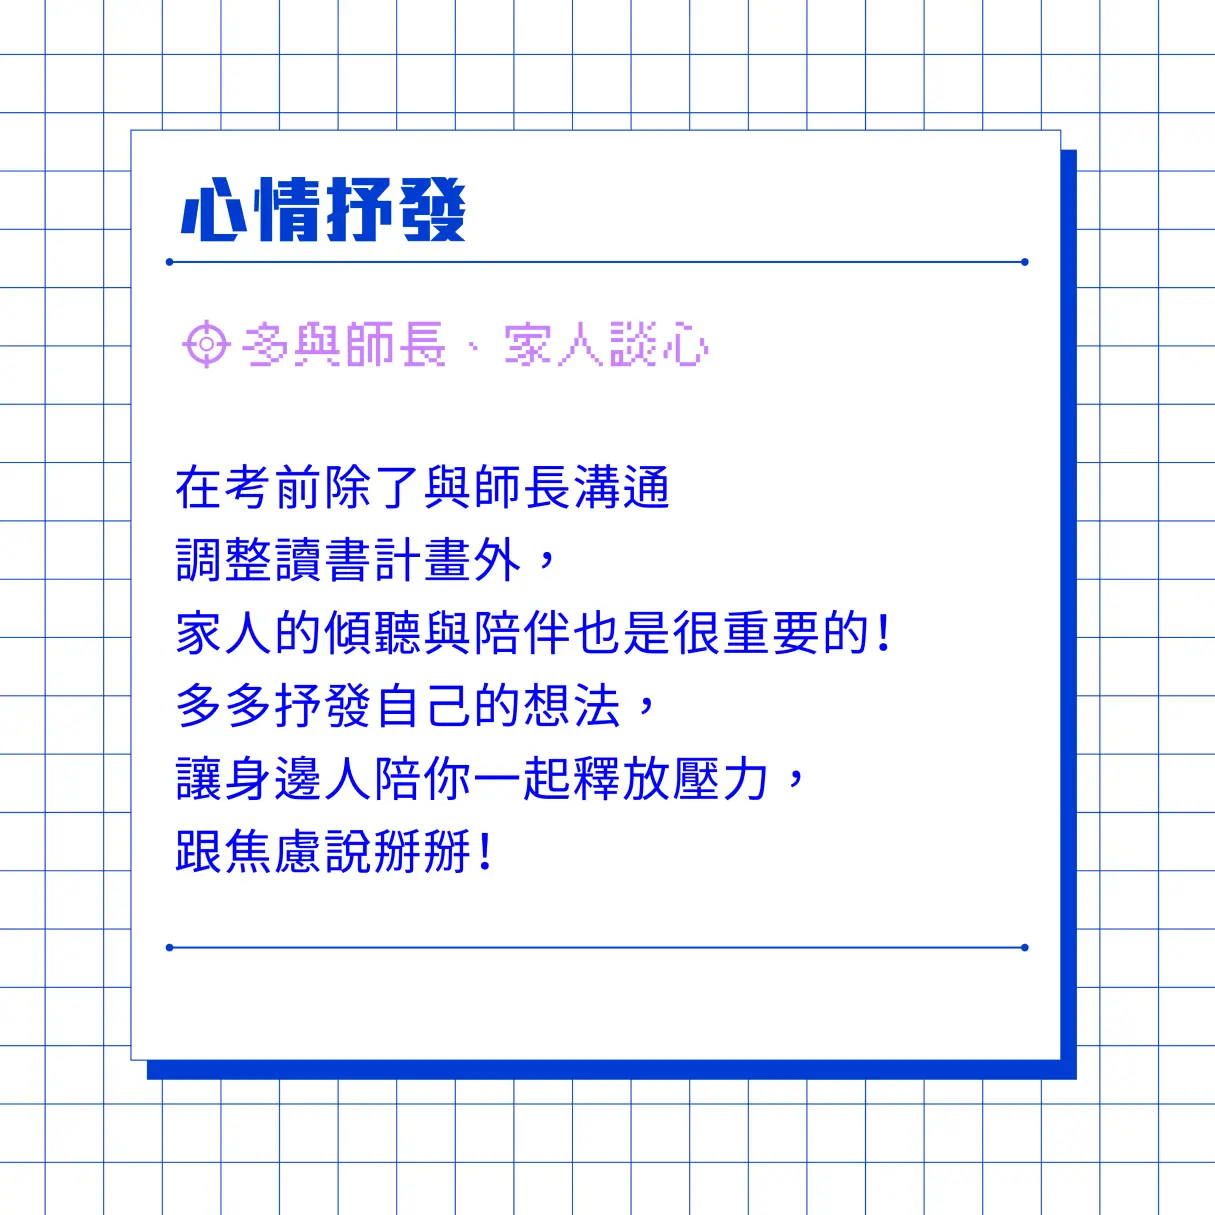 心情抒發
多與師長、家人談心
在考前除了與師長溝通
調整讀書計畫外，
家人的傾聽與陪伴也是很重要的！
多多抒發自己的想法，
讓身邊人陪你一起釋放壓力，
跟焦慮說掰掰！